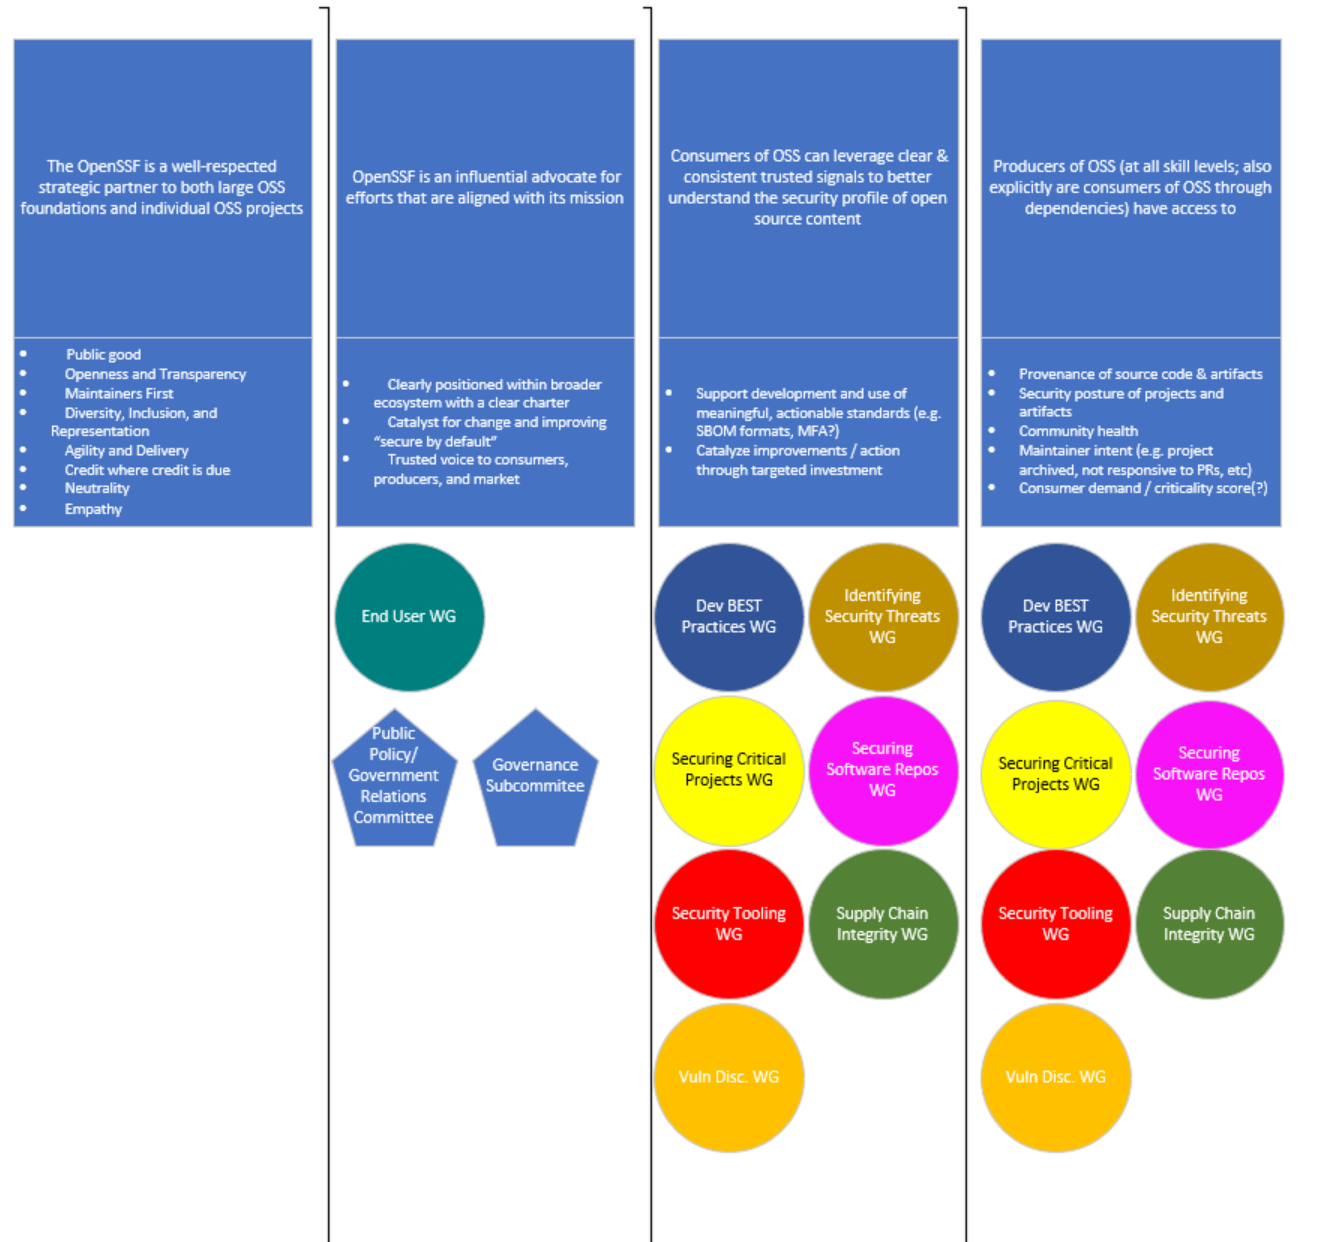 The OpenSSF is a well-respected
strategic partner to both large OSS
foundations and individual OSS projects
• Public good
• Openness and Transparency
• Maintainers First
• Diversity, Inclusion, and
Representation
• Agility and Delivery
• Credit where credit is due
• Neutrality
• Empathy
OpenSSF is an influential advocate for
efforts that are aligned with its mission
• Clearly positioned within broader
ecosystem with a clear charter
• Catalyst for change and improving
“secure by default”
• Trusted voice to consumers,
producers, and market
End User WG
Public
Policy/
Government
Relations
Committee
Governance
Subcommitee
Consumers of OSS can leverage clear &
consistent trusted signals to better
understand the security profile of open
source content
• Support development and use of
meaningful, actionable standards (e.g.
SBOM formats, MFA?)
• Catalyze improvements / action
through targeted investment
Dev BEST
Practices WG
Identifying
Security Threats
WG
Securing Critical
Projects WG
Securing
Software Repos
WG
Security Tooling
WG
Supply Chain
Integrity WG
Vuln Disc. WG
Producers of OSS (at all skill levels; also
explicitly are consumers of OSS through
dependencies) have access to
• Provenance of source code & artifacts
• Security posture of projects and
artifacts
• Community health
• Maintainer intent (e.g. project
archived, not responsive to PRs, etc)
• Consumer demand / criticality score(?)
Dev BEST
Practices WG
Identifying
Security Threats
WG
Securing Critical
Projects WG
Securing
Software Repos
WG
Security Tooling
WG
Supply Chain
Integrity WG
Vuln Disc. WG